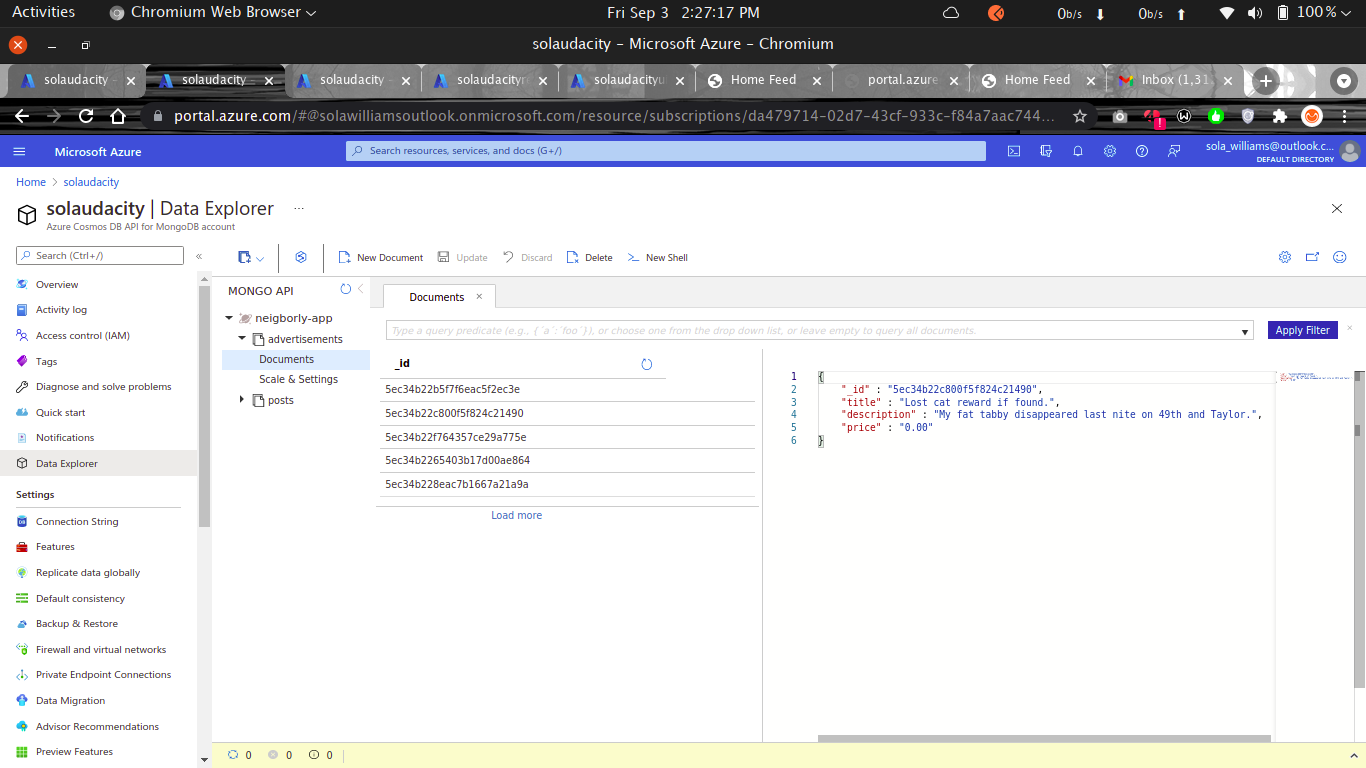 Activities Chromium Web Browser Fri Sep 3 2:27:17 PM 0b/s 0b/s 100%
solaudacity – Microsoft Azure – Chromium
solaudacity – solaudacity – solaudacity – solaudacityr solaudacityu Home Feed portal.azure Home Feed Inbox (1,31
portal.azure.com/#@solawilliamsoutlook.onmicrosoft.com/resource/subscriptions/da479714-02d7-43cf-933c-f84a7aac744...
Microsoft Azure Search resources, services, and docs (G+/) sola_williams@outlook.c...
DEFAULT DIRECTORY
Home > solaudacity
solaudacity | Data Explorer ...
Azure Cosmos DB API for MongoDB account
Search (Ctrl+/) « New Document Update Discard Delete New Shell
Overview
Activity log
Access control (IAM)
Tags
Diagnose and solve problems
Quick start
Notifications
Data Explorer
Settings
Connection String
Features
Replicate data globally
Default consistency
Backup & Restore
Firewall and virtual networks
Private Endpoint Connections
Data Migration
Advisor Recommendations
Preview Features
MONGO API
neigborly-app
advertisements
Documents
Scale & Settings
posts
Documents
Type a query predicate (e.g., {´a´:´foo´}), or choose one from the drop down list, or leave empty to query all documents.
Apply Filter
_id
5ec34b22b5f7f6eac5f2ec3e
5ec34b22c800f5f824c21490
5ec34b22f764357ce29a775e
5ec34b2265403b17d00ae864
5ec34b228eac7b1667a21a9a
Load more
1 {
2 "_id" : "5ec34b22c800f5f824c21490",
3 "title" : "Lost cat reward if found.",
4 "description" : "My fat tabby disappeared last nite on 49th and Taylor.",
5 "price" : "0.00"
6 }
0 0 0